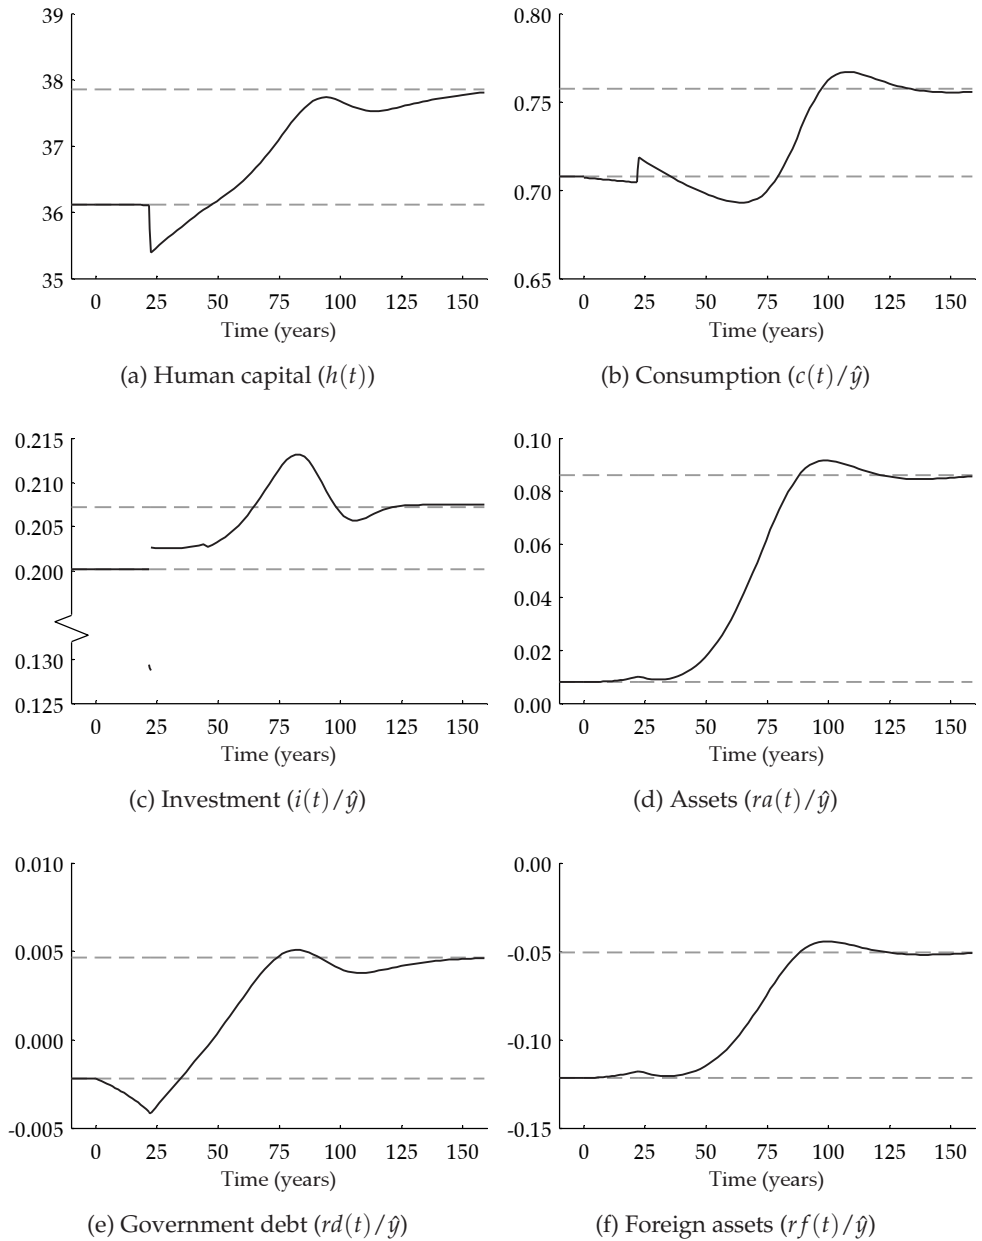 39
38
37
36
35
0 25 50 75 100 125 150
Time (years)
(a) Human capital (h(t))
0.80
0.75
0.70
0.65
0 25 50 75 100 125 150
Time (years)
(b) Consumption (c(t)/ŷ)
0.215
0.210
0.205
0.200
0.130
0.125
0 25 50 75 100 125 150
Time (years)
(c) Investment (i(t)/ŷ)
0.10
0.08
0.06
0.04
0.02
0.00
0 25 50 75 100 125 150
Time (years)
(d) Assets (ra(t)/ŷ)
0.010
0.005
0.000
-0.005
0 25 50 75 100 125 150
Time (years)
(e) Government debt (rd(t)/ŷ)
0.00
-0.05
-0.10
-0.15
0 25 50 75 100 125 150
Time (years)
(f) Foreign assets (rf(t)/ŷ)